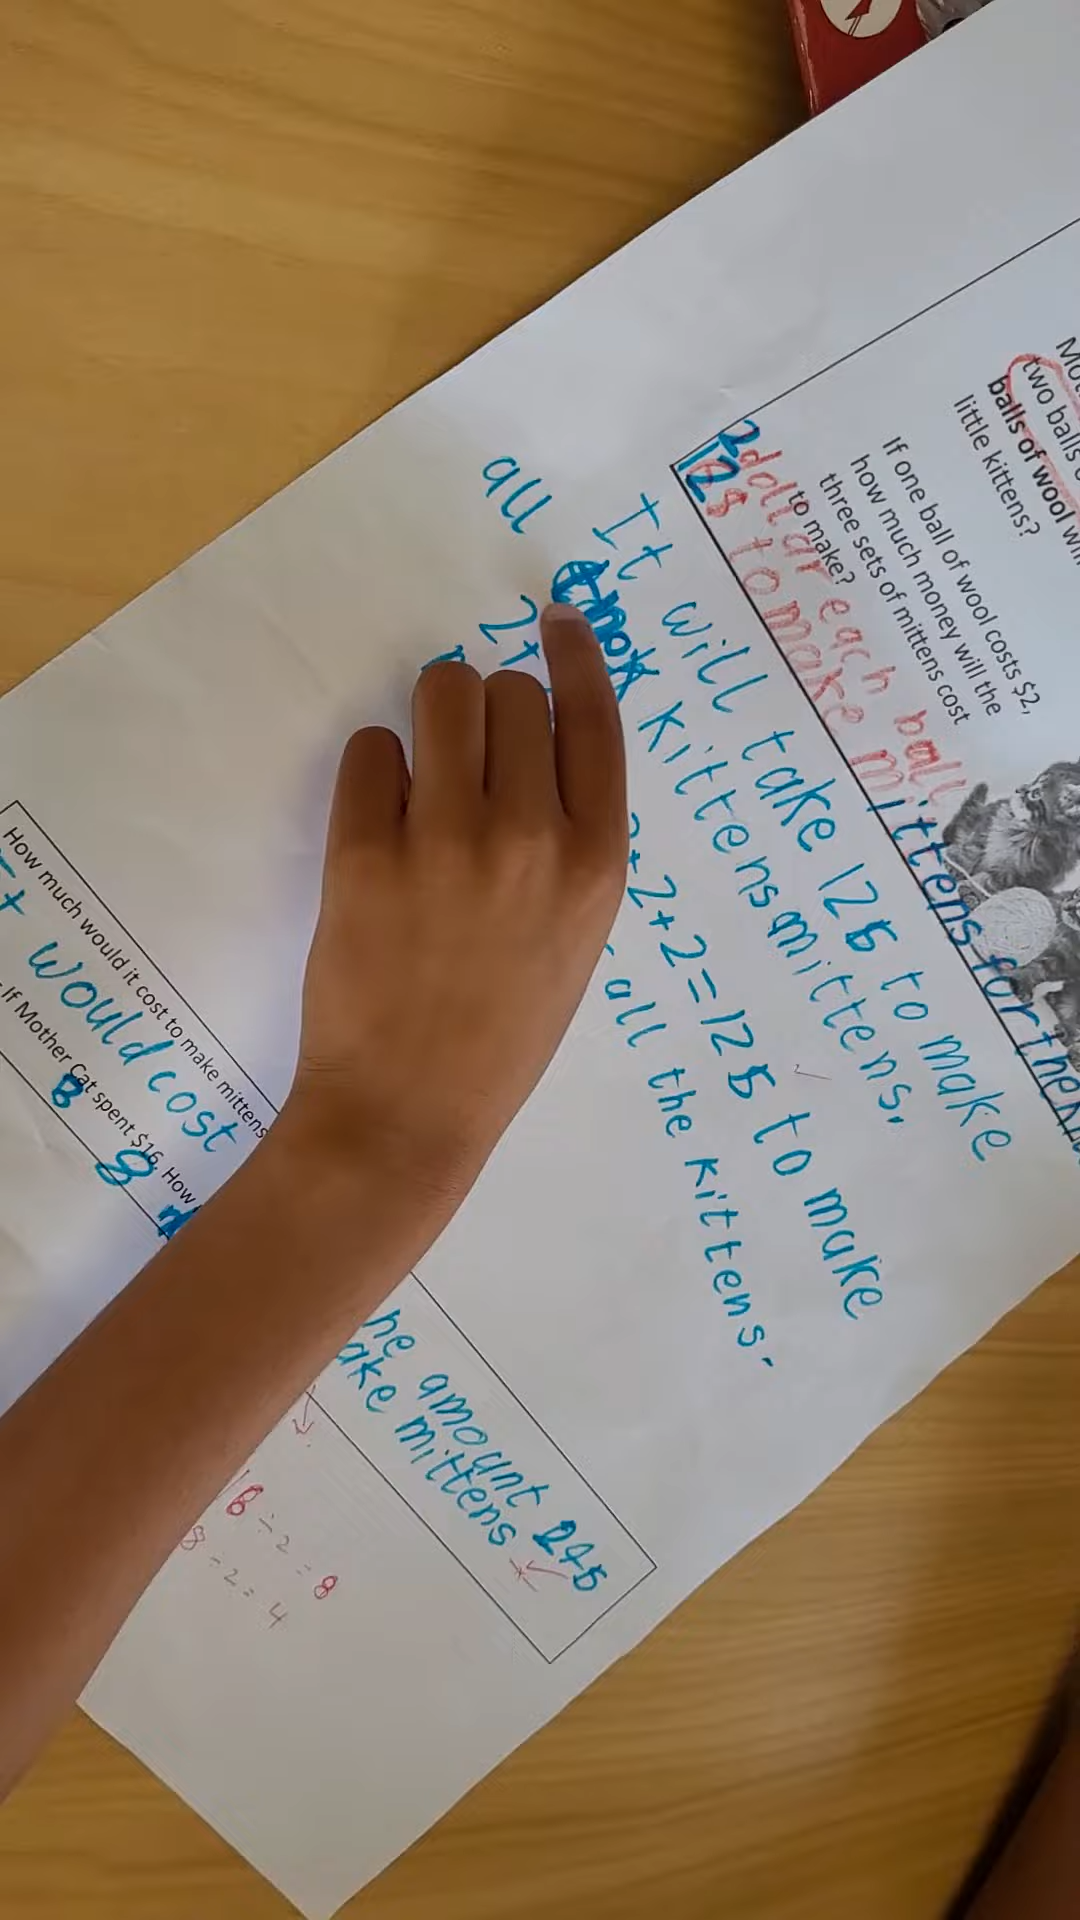 two balls
balls of wool
little kittens?
If one ball of wool costs $2,
how much money will the
three sets of mittens cost
to make?
2 dollar each ball
12$ to make mittens for the
It will take 12$ to make
all kittens mittens.
2+ 2+2+2=12$ to make
all the kittens.
How much would it cost to make mittens
It would cost
he amount 24$
ake mittens
If Mother Cat spent $16. How
8
8
16÷2=8
8÷2=4